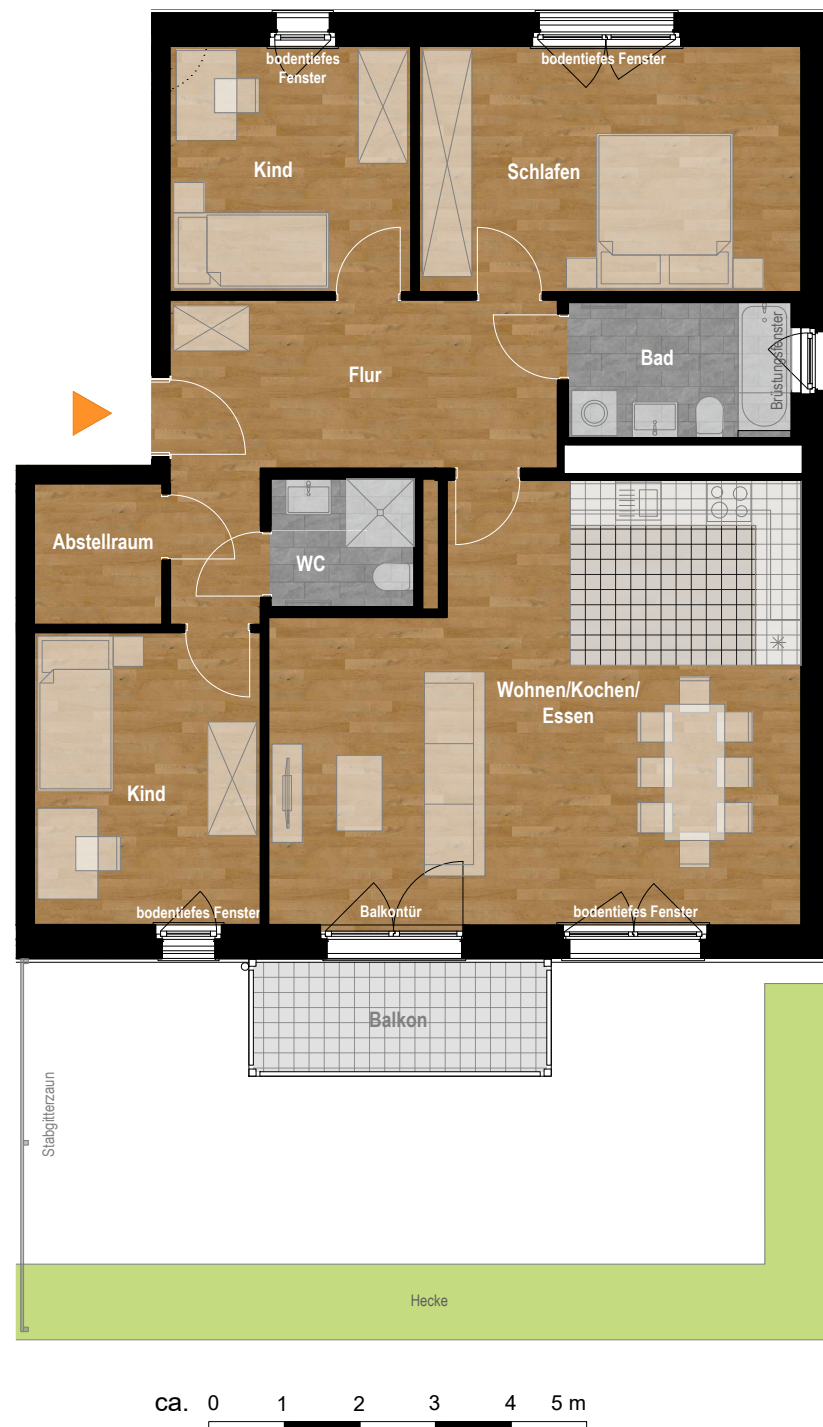 bodentiefes
Fenster
bodentiefes Fenster
Kind
Schlafen
Bad
Brüstungsfenster
Flur
Abstellraum
WC
Wohnen/Kochen/
Essen
Kind
bodentiefes Fenster
Balkontür
bodentiefes Fenster
Balkon
Stabgitterzaun
Hecke
ca. 0 1 2 3 4 5 m